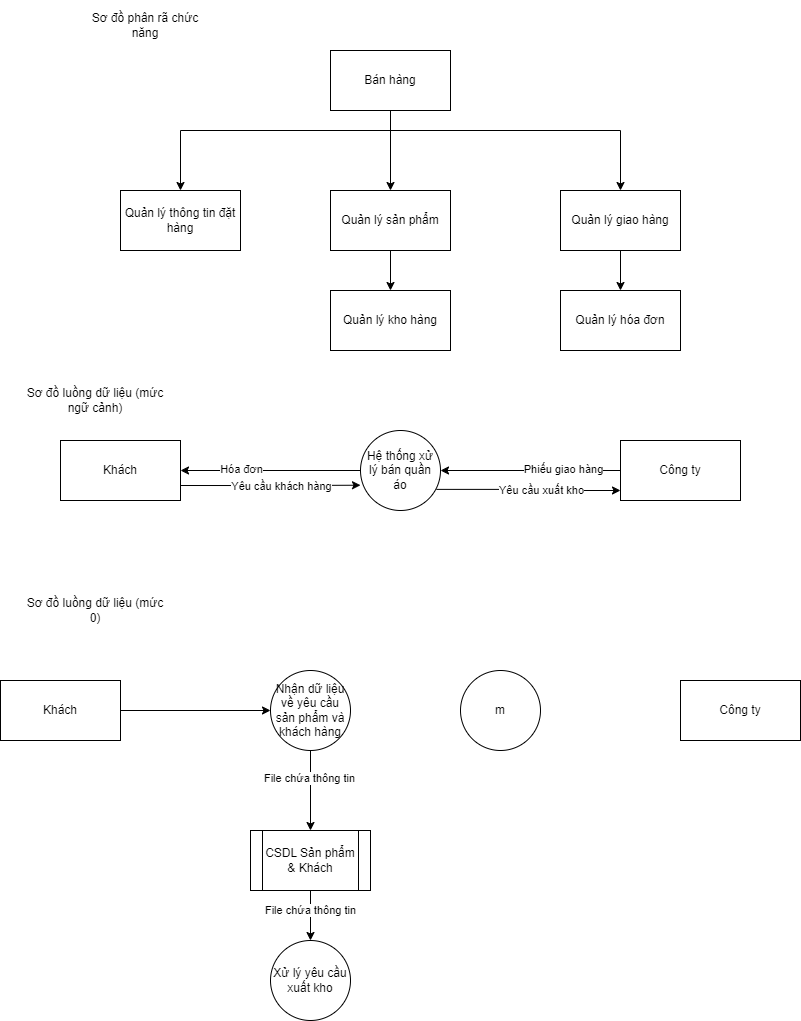 Sơ đồ phân rã chức
năng
Bán hàng
Quản lý thông tin đặt
hàng
Quản lý sản phẩm
Quản lý giao hàng
Quản lý kho hàng
Quản lý hóa đơn
Sơ đồ luồng dữ liệu (mức
ngữ cảnh)
Khách
Hóa đơn
Yêu cầu khách hàng
Hệ thống xử
lý bán quần
áo
Phiếu giao hàng
Yêu cầu xuất kho
Công ty
Sơ đồ luồng dữ liệu (mức
0)
Khách
Nhận dữ liệu
về yêu cầu
sản phẩm và
khách hàng
m
Công ty
File chứa thông tin
CSDL Sản phẩm
& Khách
File chứa thông tin
Xử lý yêu cầu
xuất kho